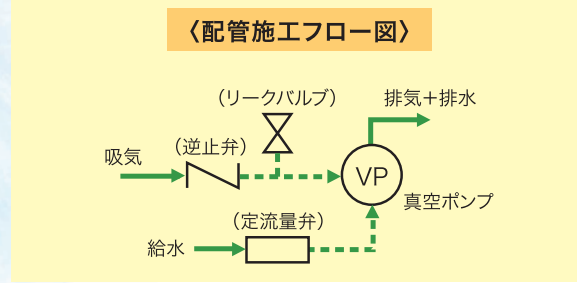 〈配管施工フロー図〉
（リークバルブ）
排気＋排水
（逆止弁）
吸気
VP
真空ポンプ
（定流量弁）
給水